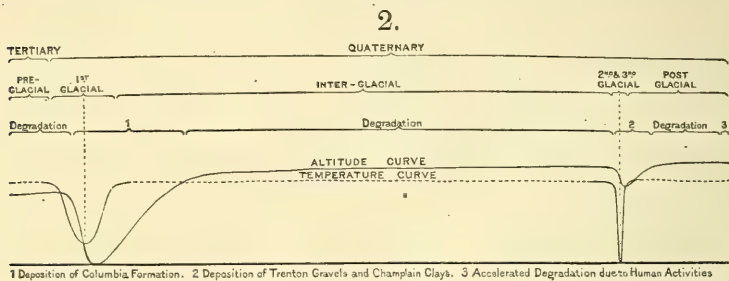 2.
TERTIARY QUATERNARY
PRE-GLACIAL 1ST GLACIAL INTER-GLACIAL 2ND & 3RD GLACIAL POST GLACIAL
Degradation 1 Degradation 2 Degradation 3
ALTITUDE CURVE
TEMPERATURE CURVE
1 Deposition of Columbia Formation. 2 Deposition of Trenton Gravels and Champlain Clays. 3 Accelerated Degradation due to Human Activities